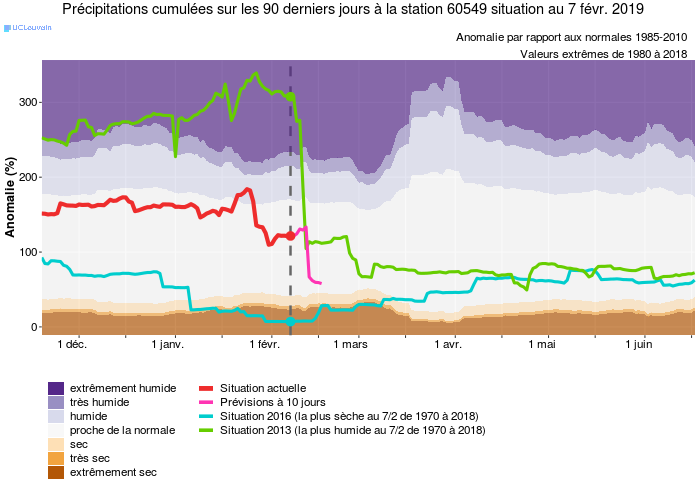 Précipitations cumulées sur les 90 derniers jours à la station 60549 situation au 7 févr. 2019
UCLouvain
Anomalie par rapport aux normales 1985-2010
Valeurs extrêmes de 1980 à 2018
Anomalie (%)
300
200
100
0
1 déc. 1 janv. 1 févr. 1 mars 1 avr. 1 mai 1 juin
extrêmement humide
très humide
humide
proche de la normale
sec
très sec
extrêmement sec
Situation actuelle
Prévisions à 10 jours
Situation 2016 (la plus sèche au 7/2 de 1970 à 2018)
Situation 2013 (la plus humide au 7/2 de 1970 à 2018)